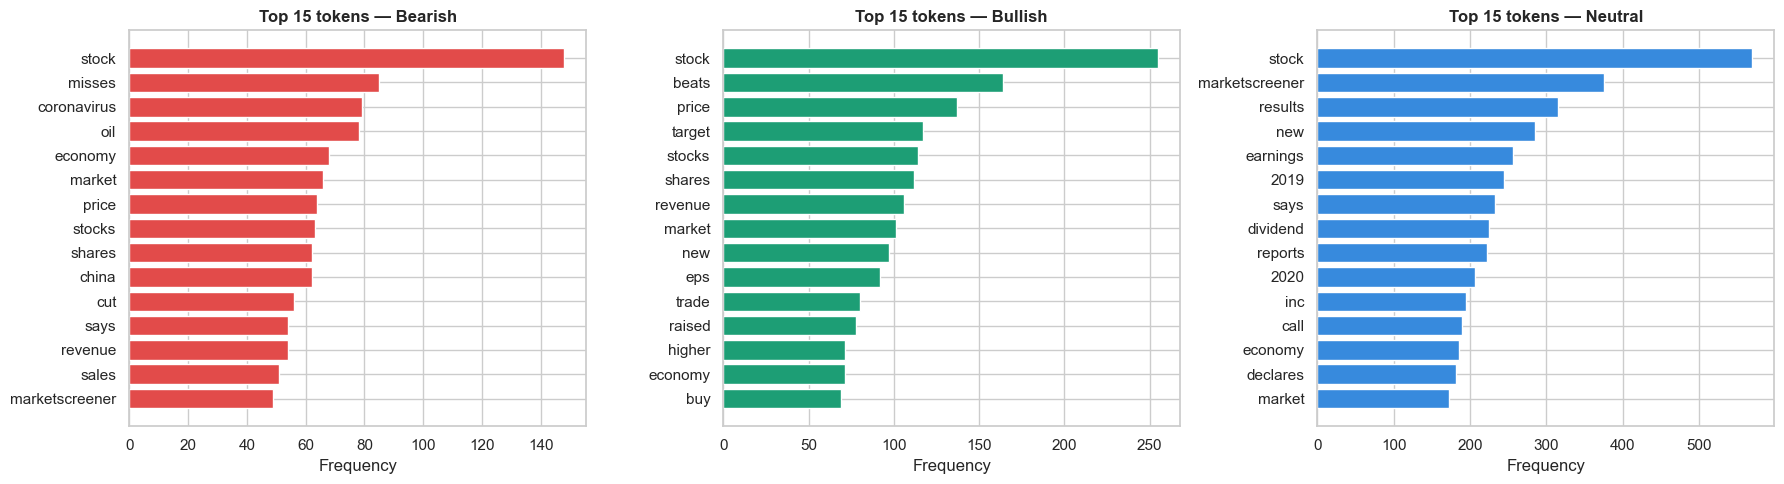 Top 15 tokens — Bearish
stock
misses
coronavirus
oil
economy
market
price
stocks
shares
china
cut
says
revenue
sales
marketscreener
0 20 40 60 80 100 120 140
Frequency
Top 15 tokens — Bullish
stock
beats
price
target
stocks
shares
revenue
market
new
eps
trade
raised
higher
economy
buy
0 50 100 150 200 250
Frequency
Top 15 tokens — Neutral
stock
marketscreener
results
new
earnings
2019
says
dividend
reports
2020
inc
call
economy
declares
market
0 100 200 300 400 500
Frequency